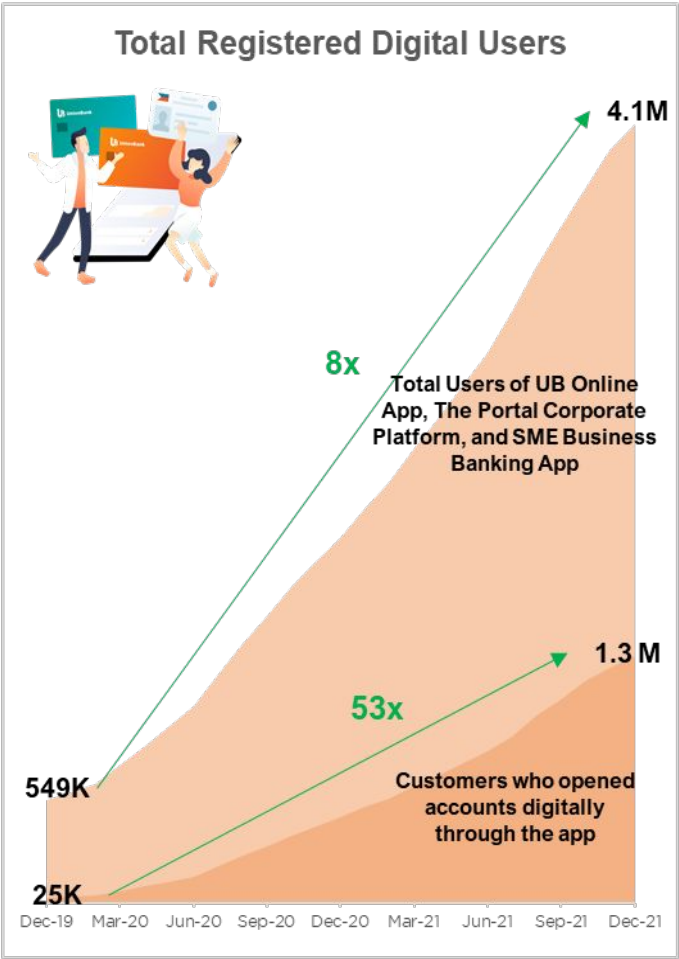 Total Registered Digital Users
UnionBank
UnionBank
4.1M
8x
Total Users of UB Online
App, The Portal Corporate
Platform, and SME Business
Banking App
1.3 M
53x
549K
Customers who opened
accounts digitally
through the app
25K
Dec-19 Mar-20 Jun-20 Sep-20 Dec-20 Mar-21 Jun-21 Sep-21 Dec-21